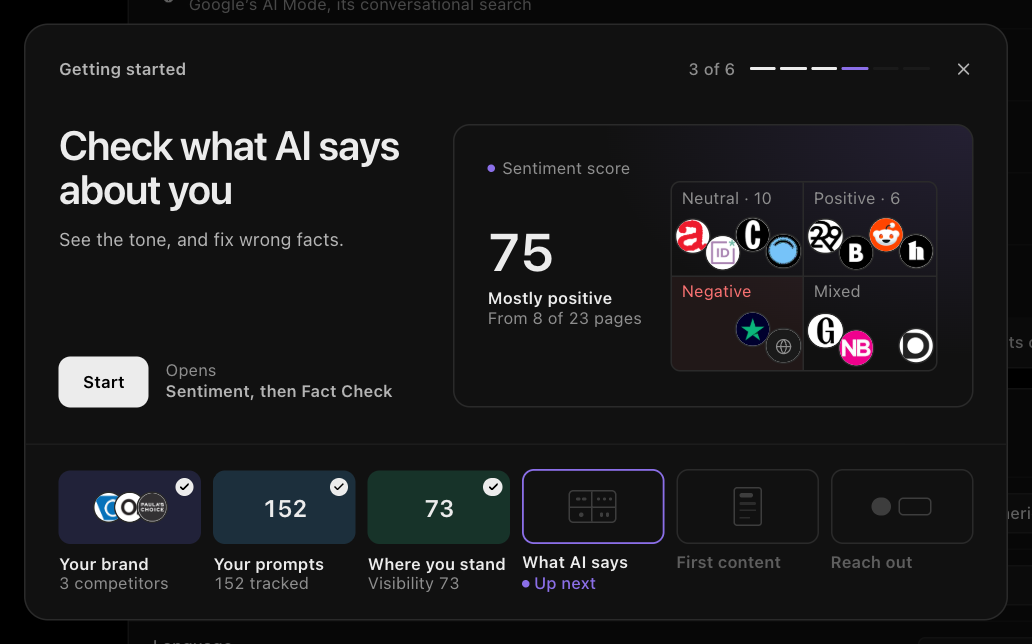 Google's AI Mode, its conversational search
Getting started
3 of 6
Check what AI says
about you
See the tone, and fix wrong facts.
Start
Opens
Sentiment, then Fact Check
Sentiment score
75
Mostly positive
From 8 of 23 pages
Neutral · 10
Positive · 6
a
ID
C
29
B
h
Negative
Mixed
G
NB
PAULA'S
CHOICE
152
73
Your brand
3 competitors
Your prompts
152 tracked
Where you stand
Visibility 73
What AI says
Up next
First content
Reach out